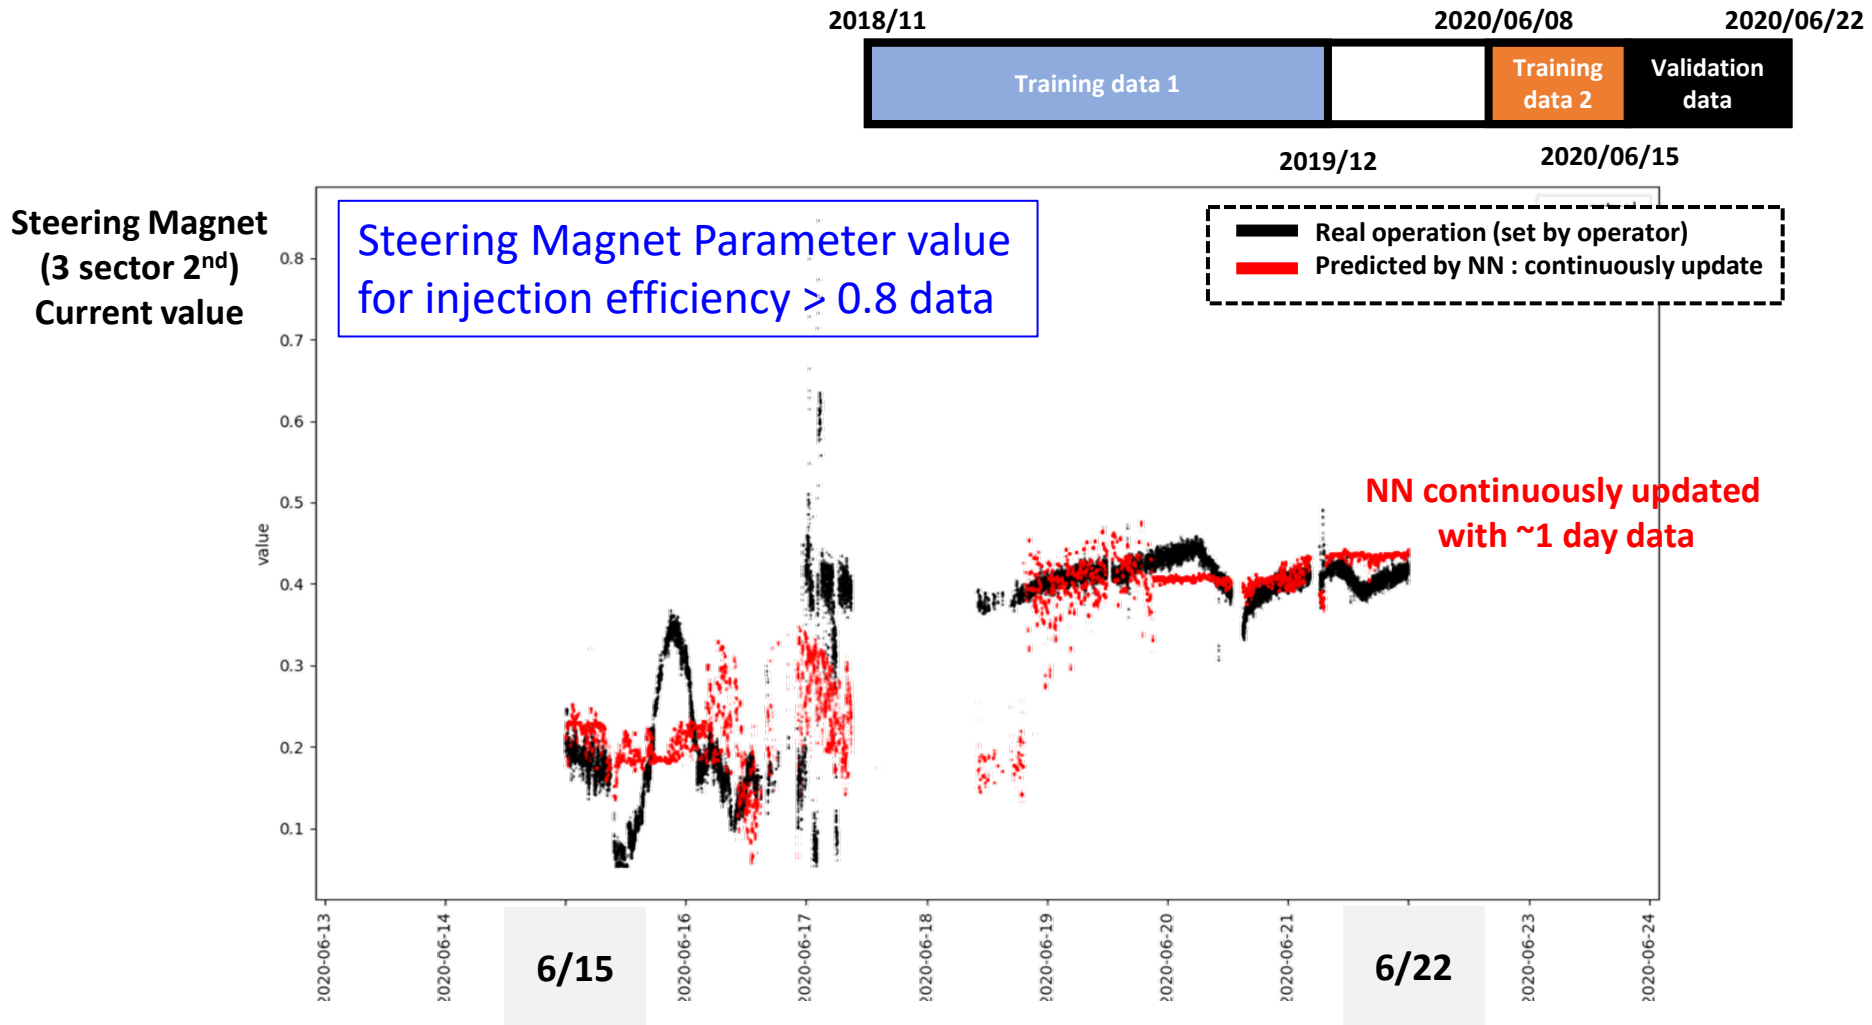 2018/11
2020/06/08
2020/06/22
Training data 1
Training
data 2
Validation
data
2019/12
2020/06/15
Steering Magnet
(3 sector 2nd)
Current value
Steering Magnet Parameter value
for injection efficiency > 0.8 data
Real operation (set by operator)
Predicted by NN : continuously update
NN continuously updated
with ~1 day data
value
0.8
0.7
0.6
0.5
0.4
0.3
0.2
0.1
2020-06-13
2020-06-14
6/15
2020-06-16
2020-06-17
2020-06-18
2020-06-19
2020-06-20
2020-06-21
6/22
2020-06-23
2020-06-24